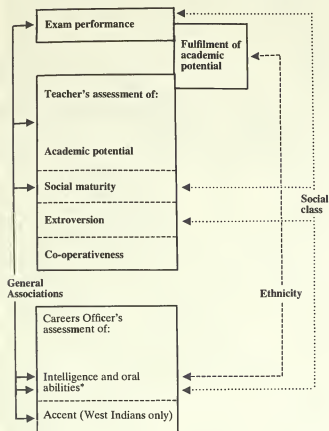 Exam performance
Fulfilment of
academic
potential
Teacher's assessment of:
Academic potential
Social maturity
Extroversion
Co-operativeness
Social
class
General
Associations
Ethnicity
Careers Officer's
assessment of:
Intelligence and oral
abilities*
Accent (West Indians only)